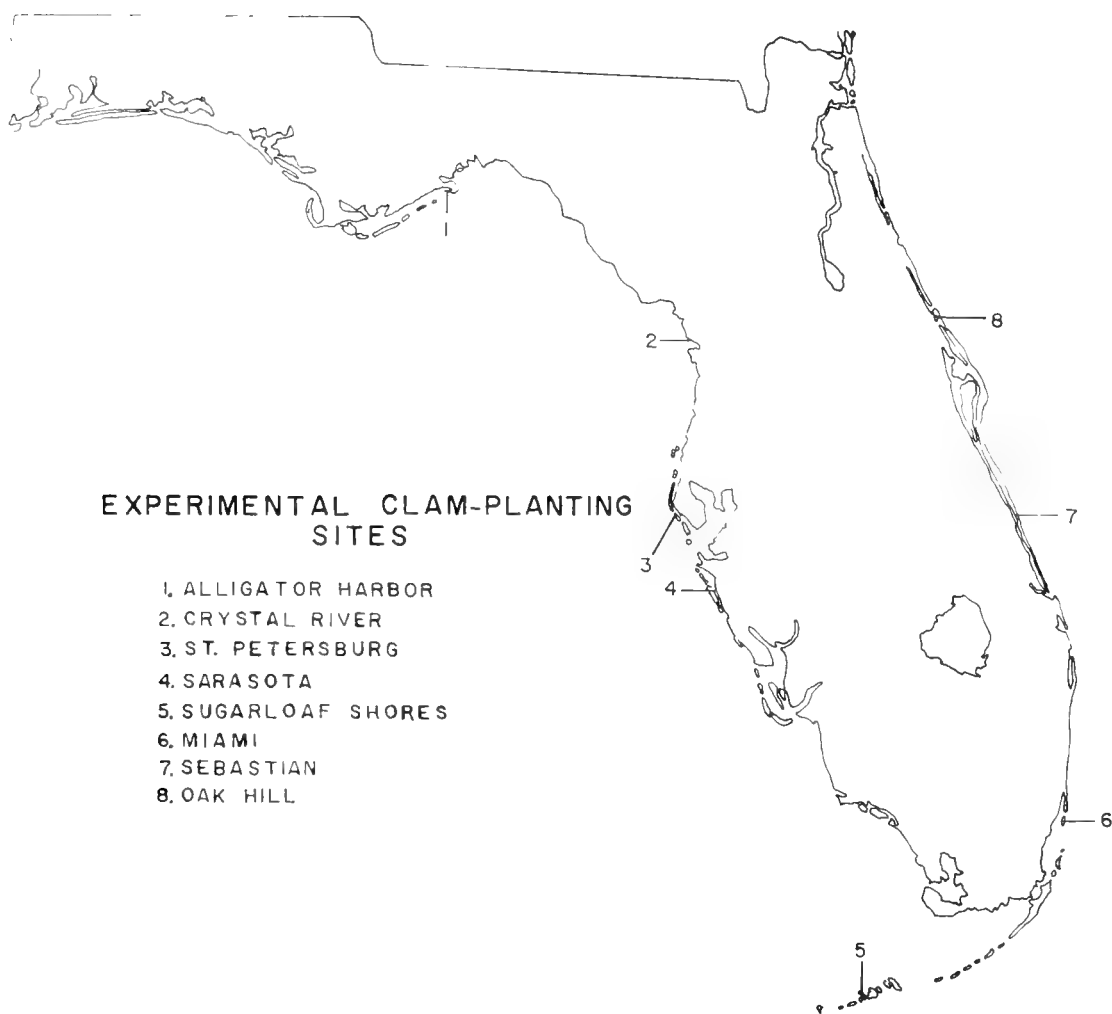 1
8
2
EXPERIMENTAL CLAM-PLANTING
SITES
7
3
4
1. ALLIGATOR HARBOR
2. CRYSTAL RIVER
3. ST. PETERSBURG
4. SARASOTA
5. SUGARLOAF SHORES
6. MIAMI
7. SEBASTIAN
8. OAK HILL
6
5